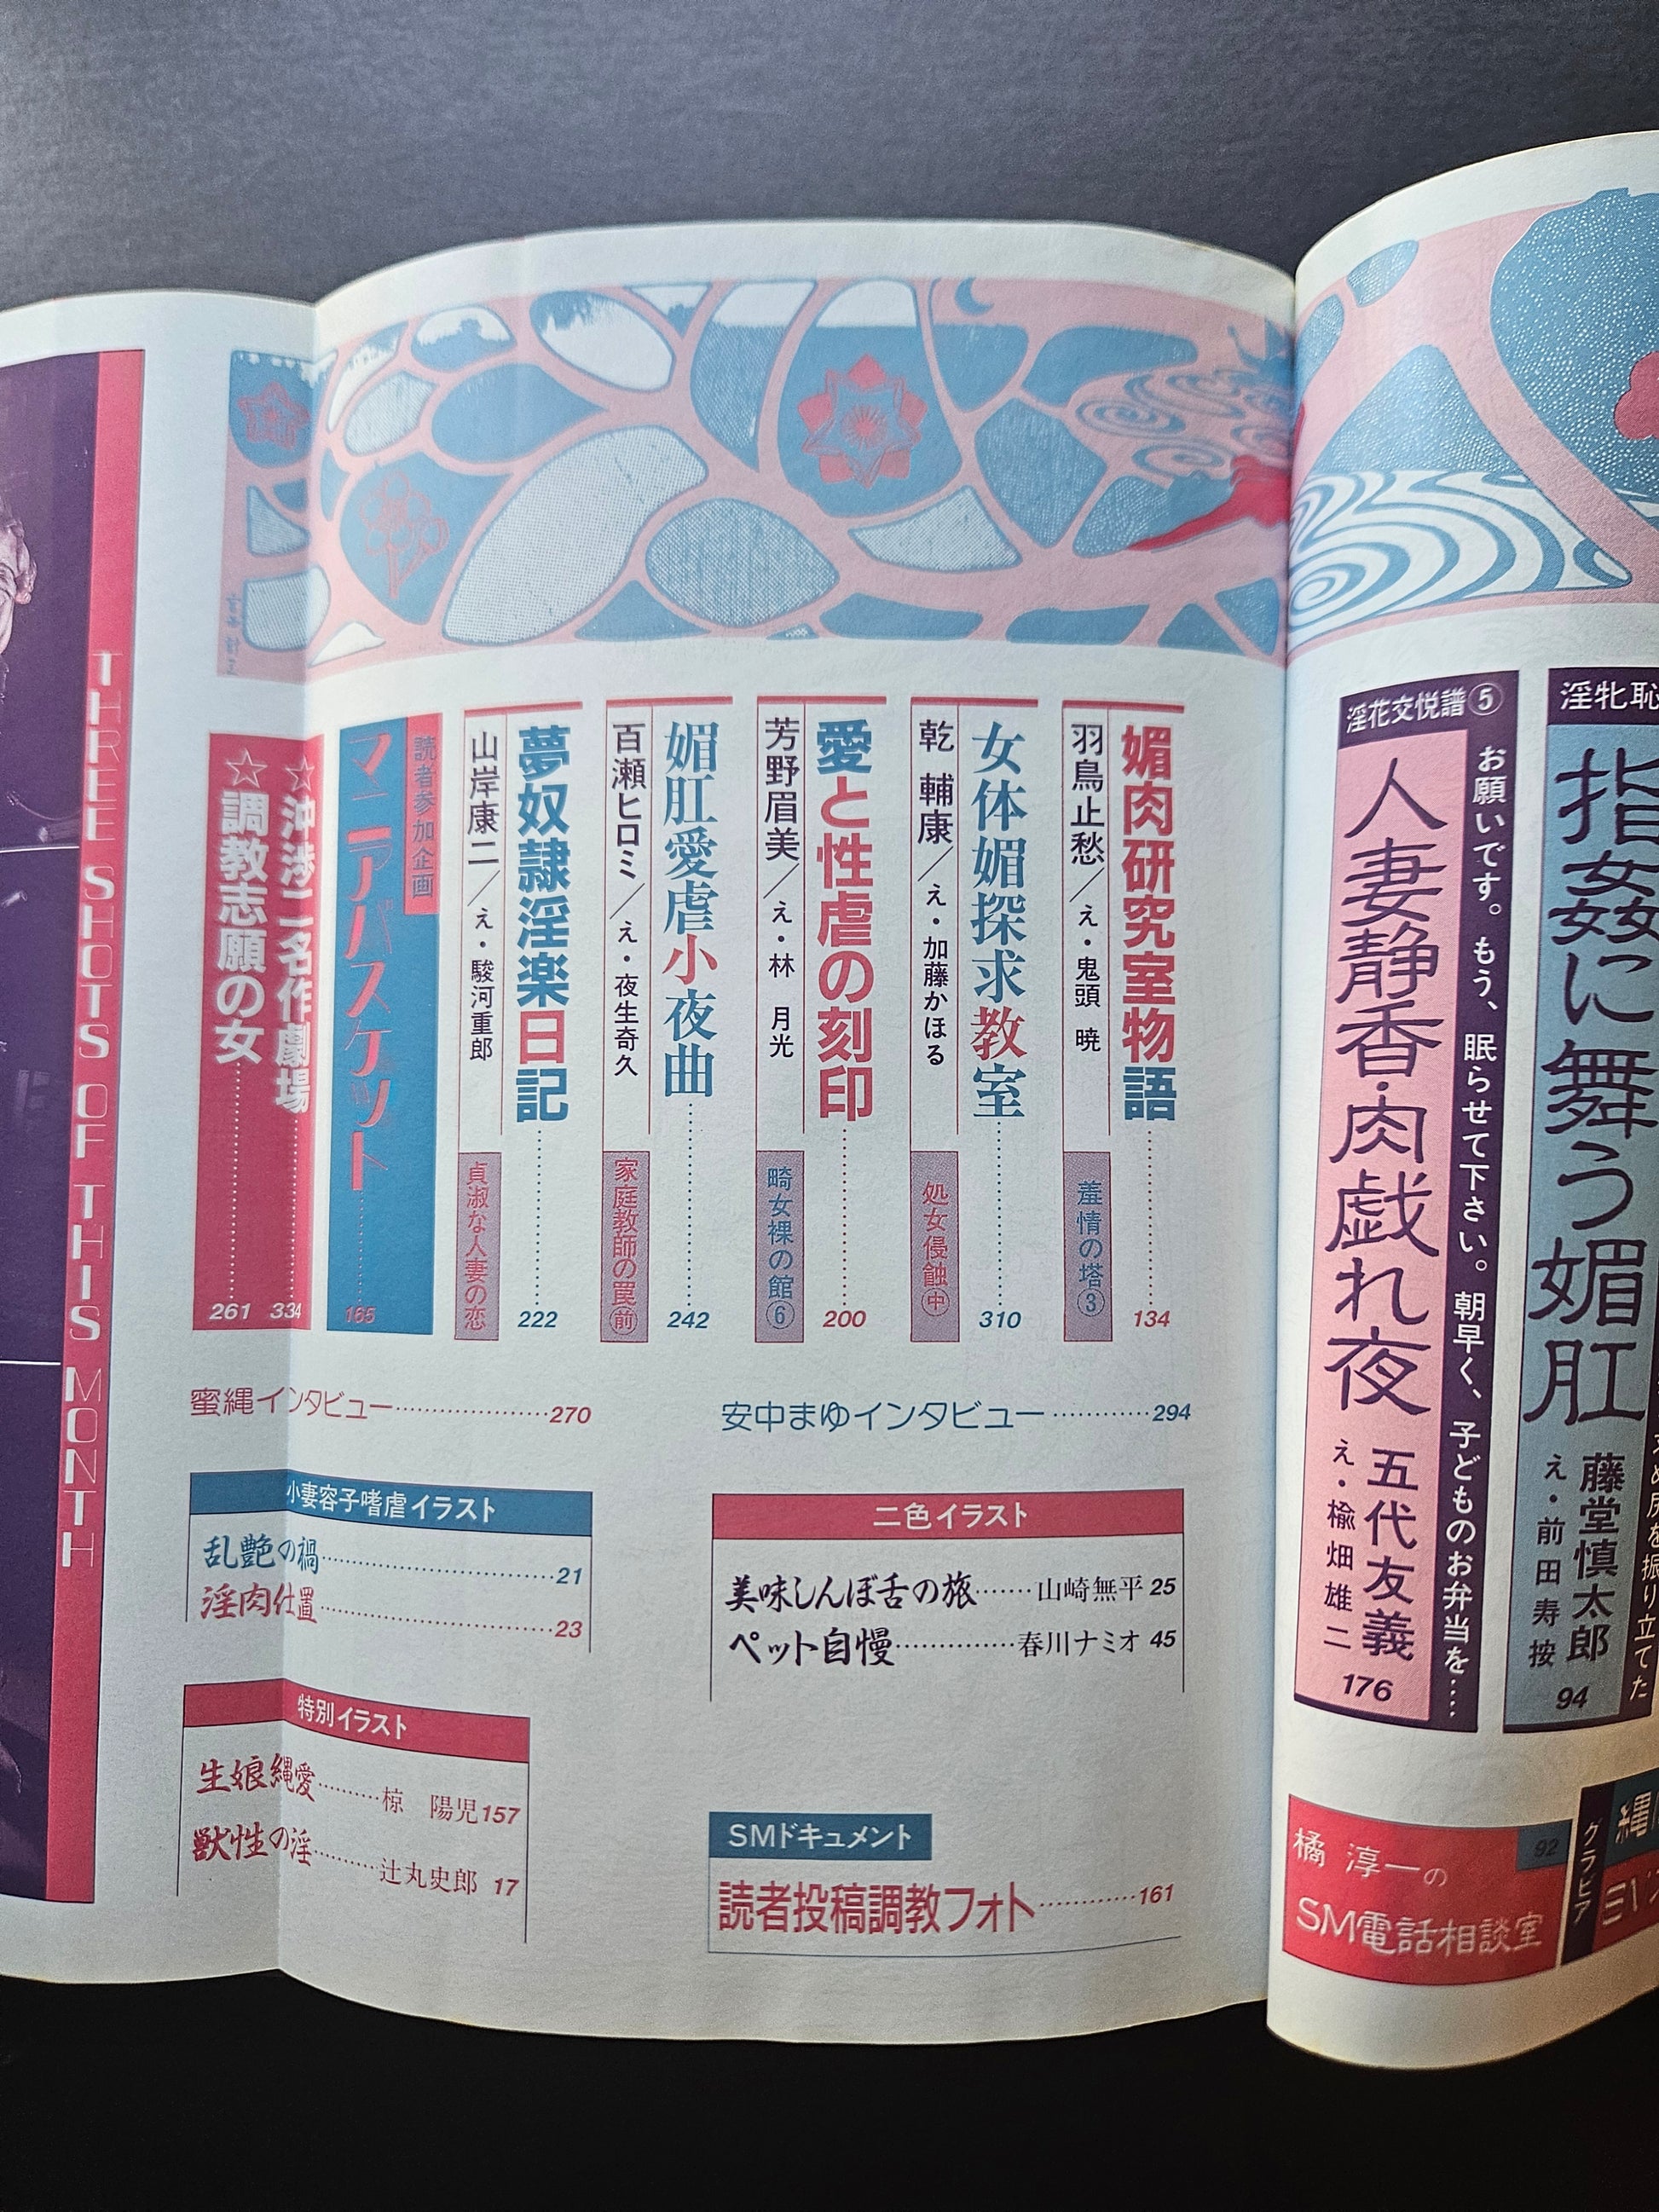 淫牝恥
指姦に舞う媚肛
藤堂慎太郎
え・前田寿按
94
淫花交悦譜⑤
お願いです。もう、眠らせて下さい。朝早く、子どものお弁当を‥‥
人妻静香・肉戯れ夜
五代友義
え・楡畑雄二
176
橘淳一の
SM電話相談室
92
グラビア
媚肉研究室物語
134
羽鳥止愁/え・鬼頭 暁
羞情の塔③
女体媚探求教室
310
乾 輔康/え・加藤かほる
処女侵蝕㊥
愛と性虐の刻印
200
芳野眉美/え・林 月光
畸女裸の館⑥
媚肛愛虐小夜曲
242
百瀬ヒロミ/え・夜生奇久
家庭教師の罠前
夢奴隷淫楽日記
222
山岸康二/え・駿河重郎
貞淑な人妻の恋
読者参加企画
マニアバスケット
165
☆沖渉二名作劇場
334
☆調教志願の女
261
安中まゆインタビュー 294
蜜縄インタビュー 270
二色イラスト
美味しんぼ舌の旅 山崎無平 25
ペット自慢 春川ナミオ 45
小妻容子嗜虐イラスト
乱艶の禍 21
淫肉仕置 23
特別イラスト
生娘縄愛 椋 陽児 157
獣性の淫 辻丸史郎 17
SMドキュメント
読者投稿調教フォト 161
THREE SHOTS OF THIS MONTH